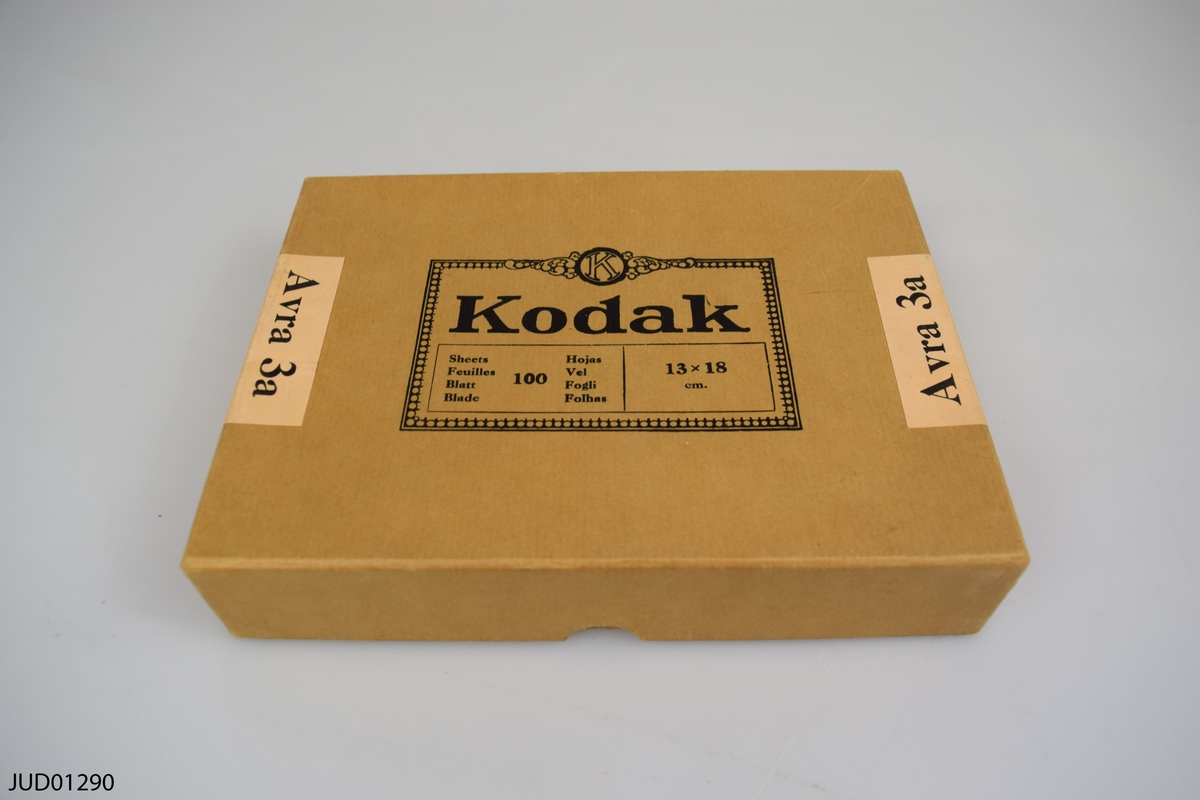 K
Kodak
Sheets
Feuilles
Blatt
Blade
100
Hojas
Vel
Fogli
Folhas
13 × 18
cm.
Avra 3a
Avra 3a
JUD01290